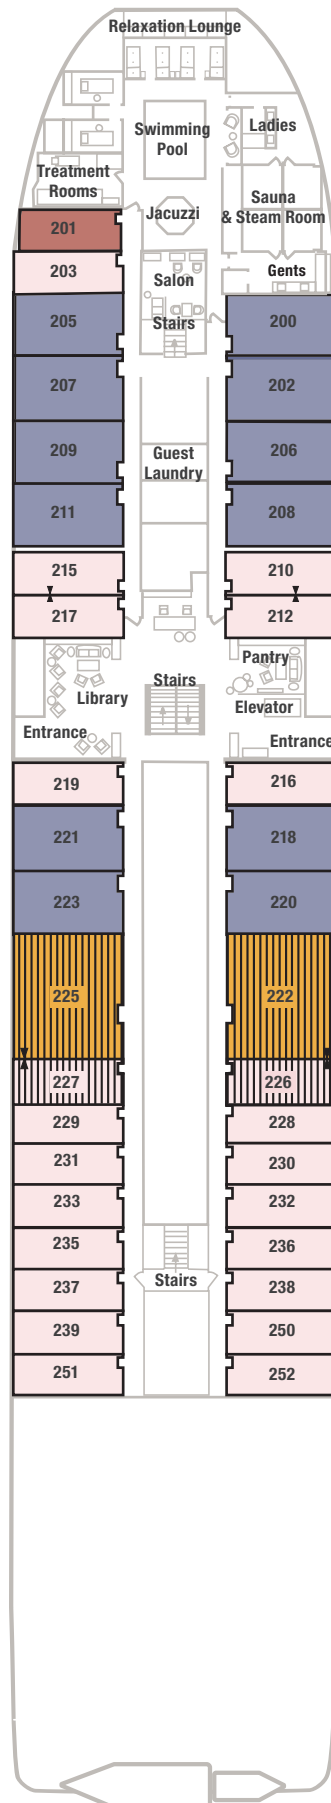 Relaxation Lounge
Swimming
Pool
Ladies
Treatment
Rooms
Sauna
& Steam Room
201
Jacuzzi
203
Salon
Gents
205
Stairs
200
207
202
209
Guest
Laundry
206
211
208
215
210
217
212
Pantry
Library
Stairs
Elevator
Entrance
Entrance
219
216
221
218
223
220
225
222
227
226
229
228
231
230
233
232
235
236
237
Stairs
238
239
250
251
252